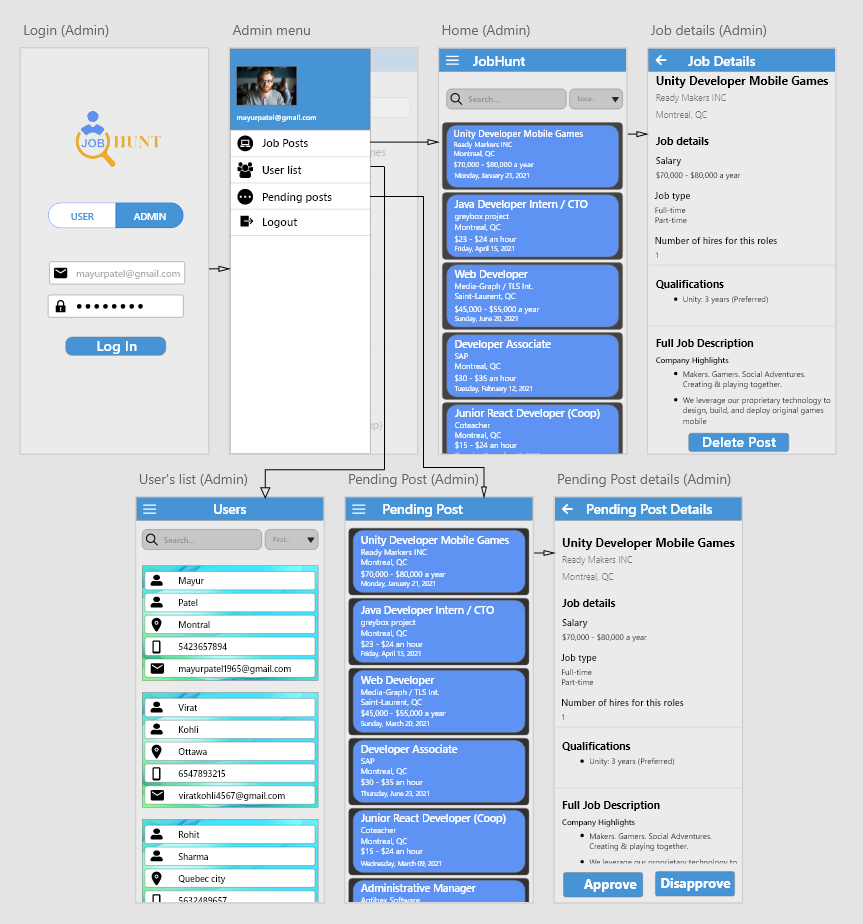 Login (Admin)
JOB HUNT
USER
ADMIN
mayurpatel@gmail.com
Log In
Admin menu
mayurpatel@gmail.com
Job Posts
User list
Pending posts
Logout
Home (Admin)
JobHunt
Search...
Loca..
Unity Developer Mobile Games
Ready Makers INC
Montreal, QC
$70,000 - $80,000 a year
Monday, January 21, 2021
Java Developer Intern / CTO
greybox project
Montreal, QC
$23 - $24 an hour
Friday, April 15, 2021
Web Developer
Media-Graph / TLS Int.
Saint-Laurent, QC
$45,000 - $55,000 a year
Sunday, June 20, 2021
Developer Associate
SAP
Montreal, QC
$30 - $35 an hour
Tuesday, February 12, 2021
Junior React Developer (Coop)
Coteacher
Montreal, QC
$15 - $24 an hour
Job details (Admin)
Job Details
Unity Developer Mobile Games
Ready Makers INC
Montreal, QC
Job details
Salary
$70,000 - $80,000 a year
Job type
Full-time
Part-time
Number of hires for this roles
1
Qualifications
Unity: 3 years (Preferred)
Full Job Description
Company Highlights
Makers. Gamers. Social Adventures.
Creating & playing together.
We leverage our proprietary technology to
design, build, and deploy original games
mobile
Delete Post
User's list (Admin)
Users
Search...
First..
Mayur
Patel
Montral
5423657894
mayurpatel1965@gmail.com
Virat
Kohli
Ottawa
6547893215
viratkohli4567@gmail.com
Rohit
Sharma
Quebec city
5632489657
Pending Post (Admin)
Pending Post
Unity Developer Mobile Games
Ready Markers INC
Montreal, QC
$70,000 - $80,000 a year
Monday, January 21, 2021
Java Developer Intern / CTO
greybox project
Montreal, QC
$23 - $24 an hour
Friday, April 15, 2021
Web Developer
Media-Graph / TLS Int.
Saint-Laurent, QC
$45,000 - $55,000 a year
Sunday, March 20, 2021
Developer Associate
SAP
Montreal, QC
$30 - $35 an hour
Thursday, June 23, 2021
Junior React Developer (Coop)
Coteacher
Montreal, QC
$15 - $24 an hour
Wednesday, March 09, 2021
Administrative Manager
Antibex Software
Pending Post details (Admin)
Pending Post Details
Unity Developer Mobile Games
Ready Makers INC
Montreal, QC
Job details
Salary
$70,000 - $80,000 a year
Job type
Full-time
Part-time
Number of hires for this roles
1
Qualifications
Unity: 3 years (Preferred)
Full Job Description
Company Highlights
Makers. Gamers. Social Adventures.
Creating & playing together.
We leverage our proprietary technology to
Approve
Disapprove